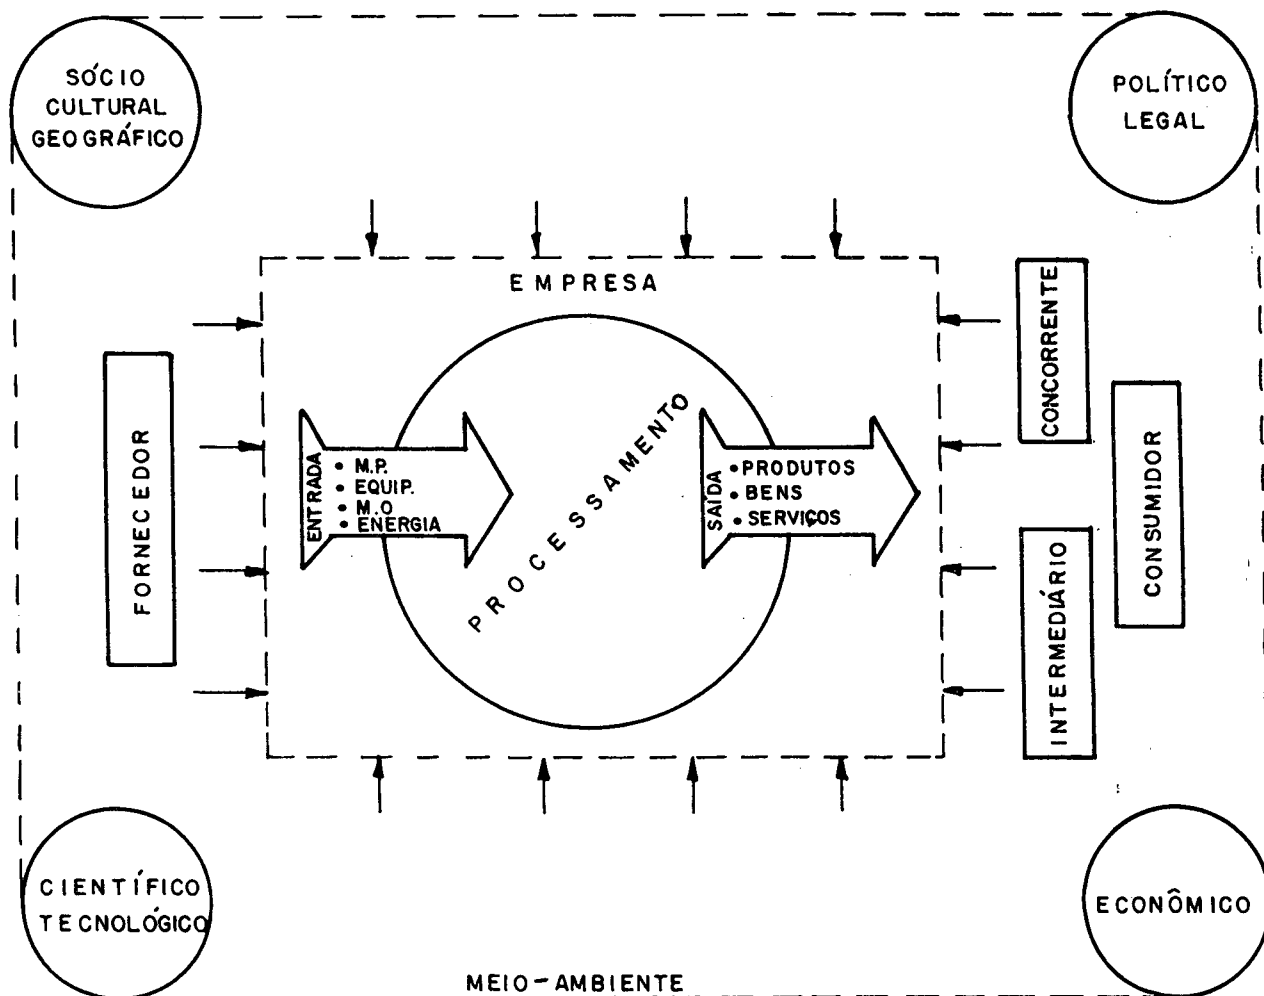 SÓCIO
CULTURAL
GEOGRÁFICO
POLÍTICO
LEGAL
EMPRESA
FORNECEDOR
ENTRADA
• M.P.
• EQUIP.
• M.O
• ENERGIA
PROCESSAMENTO
SAÍDA
• PRODUTOS
• BENS
• SERVIÇOS
CONCORRENTE
INTERMEDIÁRIO
CONSUMIDOR
CIENTÍFICO
TECNOLÓGICO
ECONÔMICO
MEIO-AMBIENTE